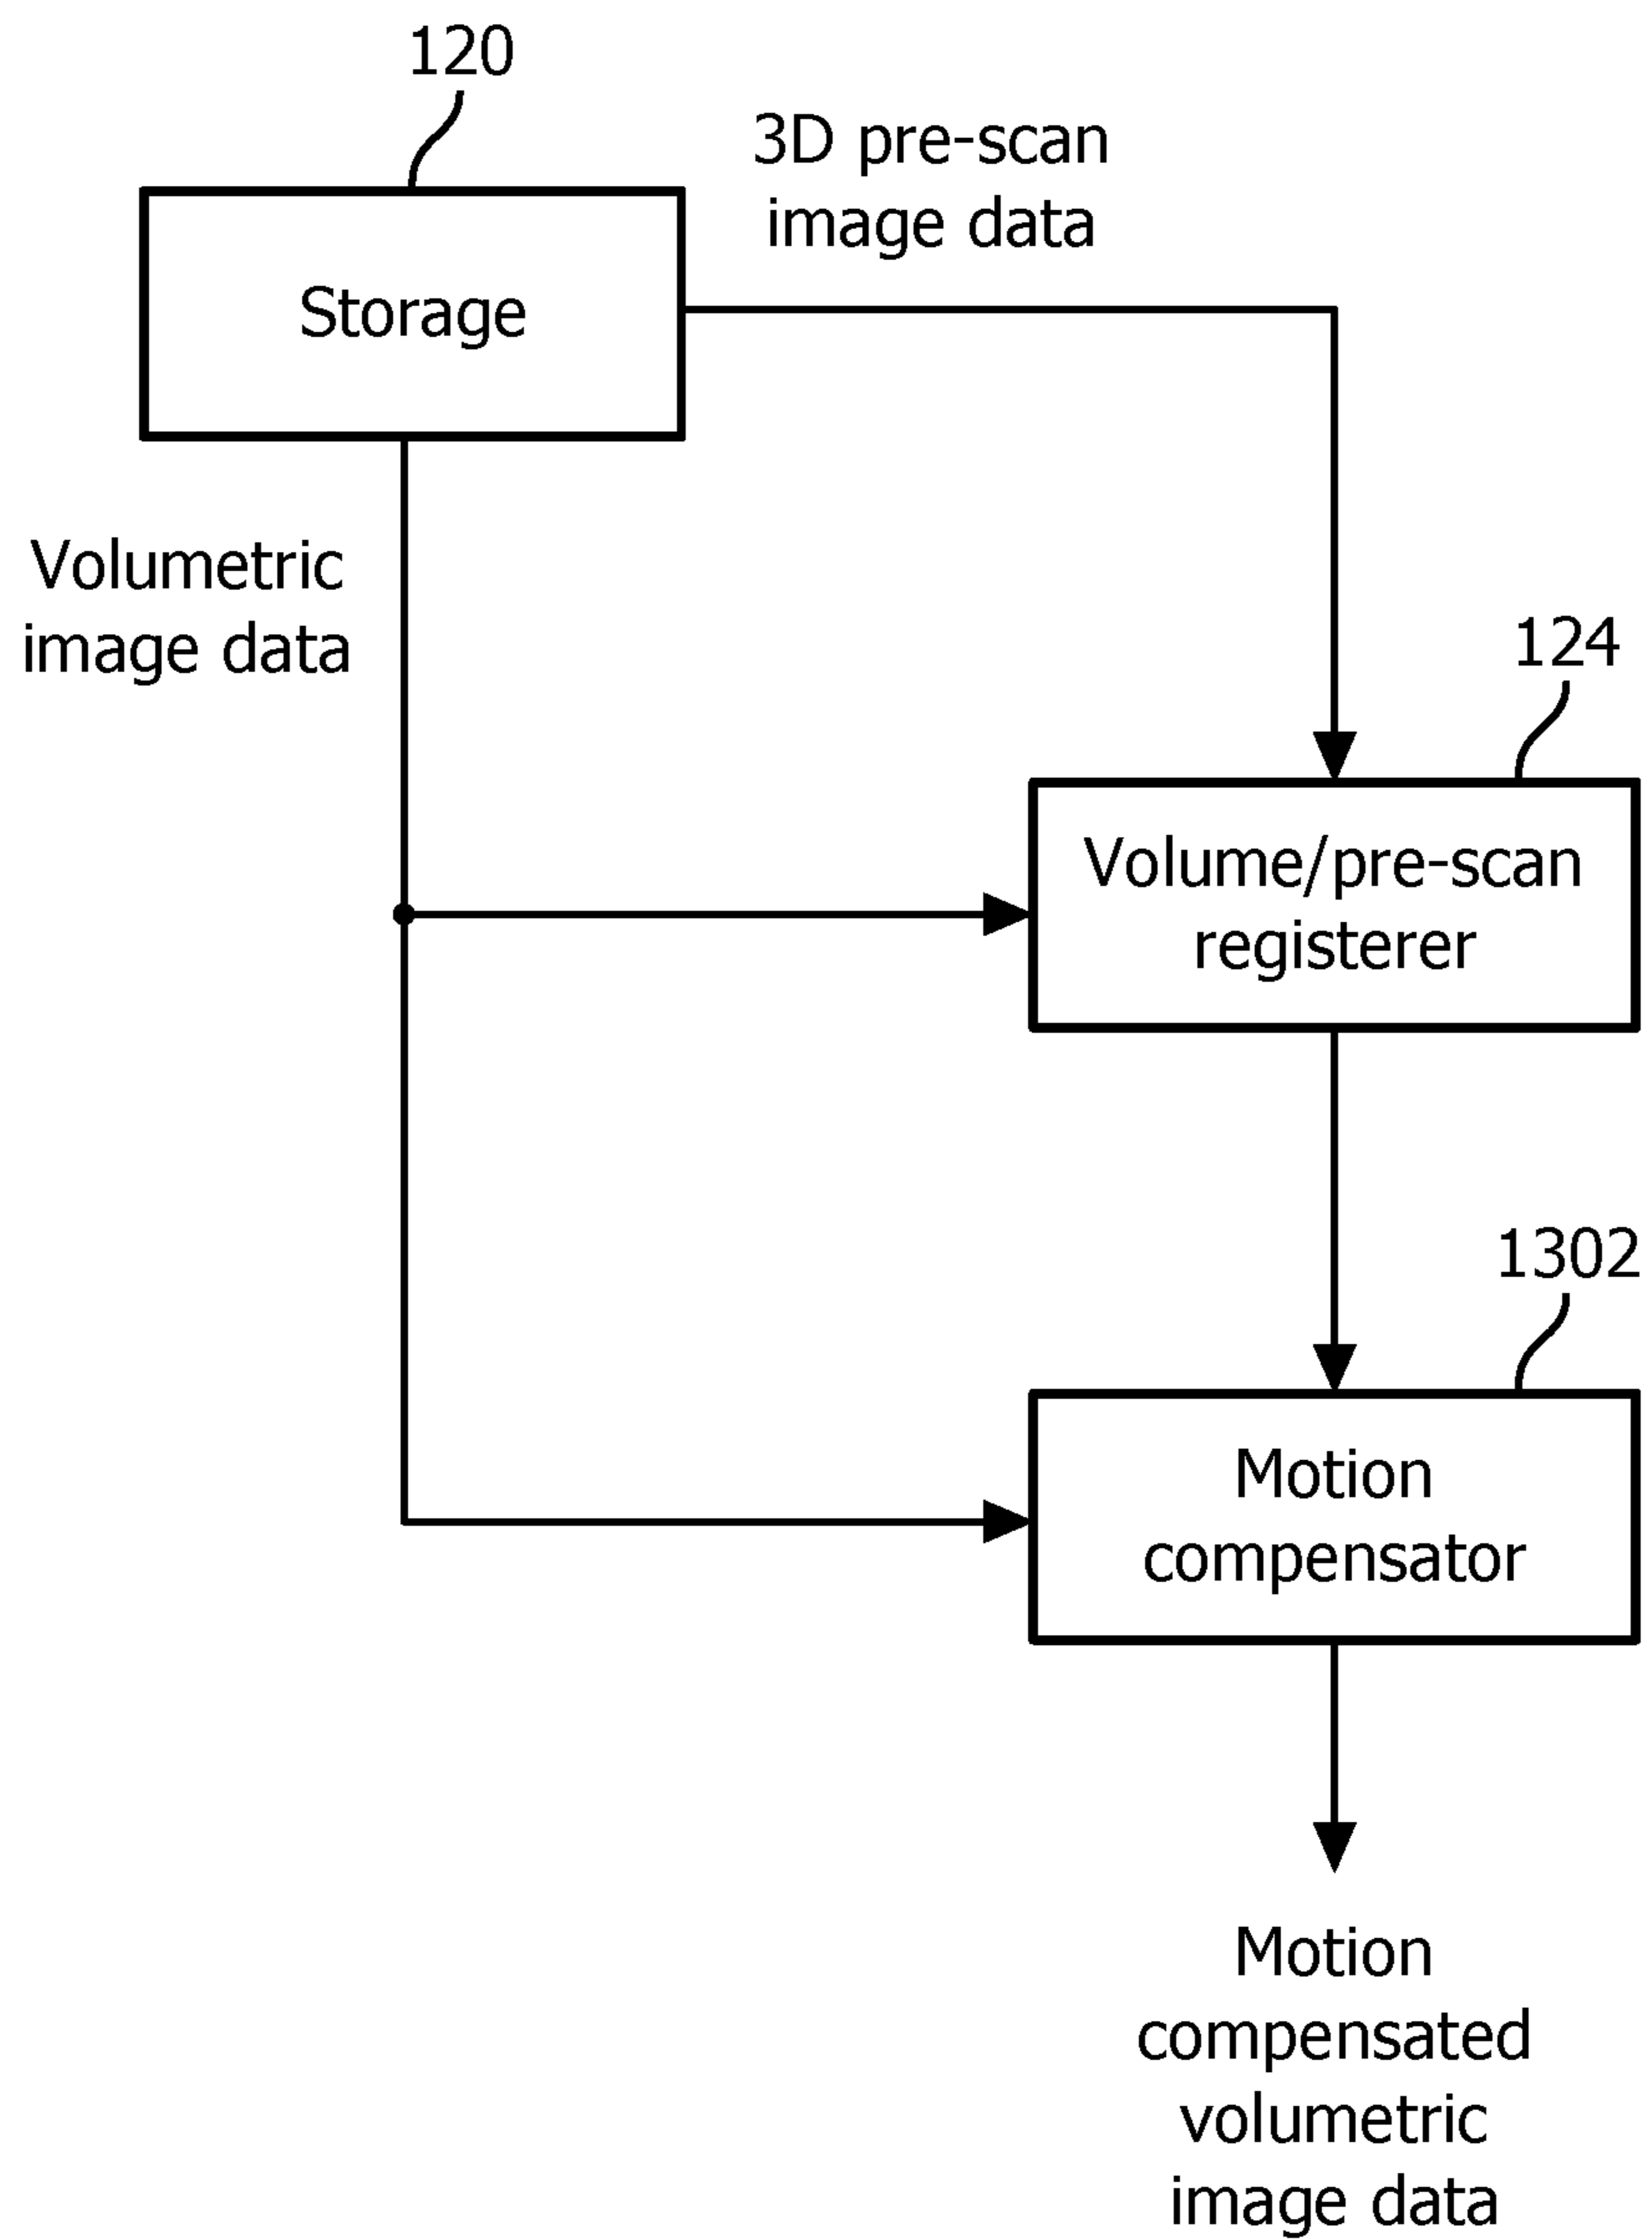 120
3D pre-scan
image data
Storage
Volumetric
image data
124
Volume/pre-scan
registerer
1302
Motion
compensator
Motion
compensated
volumetric
image data